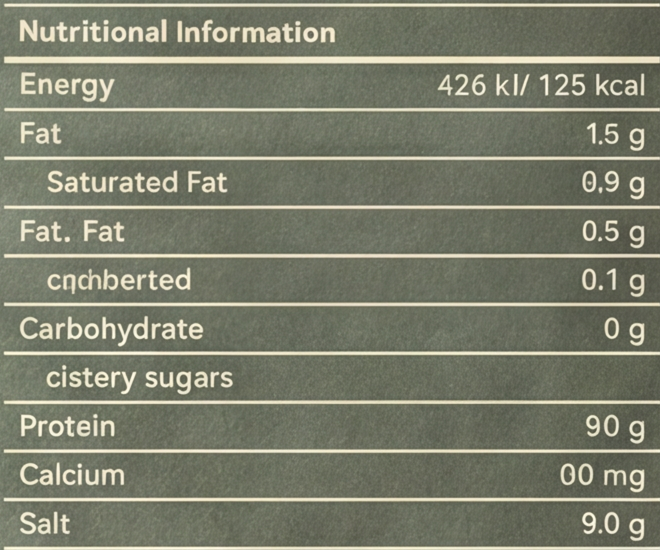 Nutritional Information
Energy 426 kl/ 125 kcal
Fat 1.5 g
Saturated Fat 0.9 g
Fat. Fat 0.5 g
0.1 g
Carbohydrate 0 g
cistery sugars
Protein 90 g
Calcium 00 mg
Salt 9.0 g